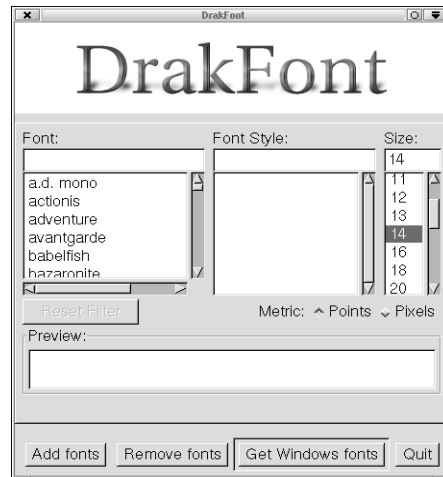 DrakFont
DrakFont
Font: Font Style: Size:
14
a.d. mono
actionis
adventure
avantgarde
babelfish
bazaronite
11
12
13
14
16
18
20
Reset Filter
Metric: Points Pixels
Preview:
Add fonts Remove fonts Get Windows fonts Quit